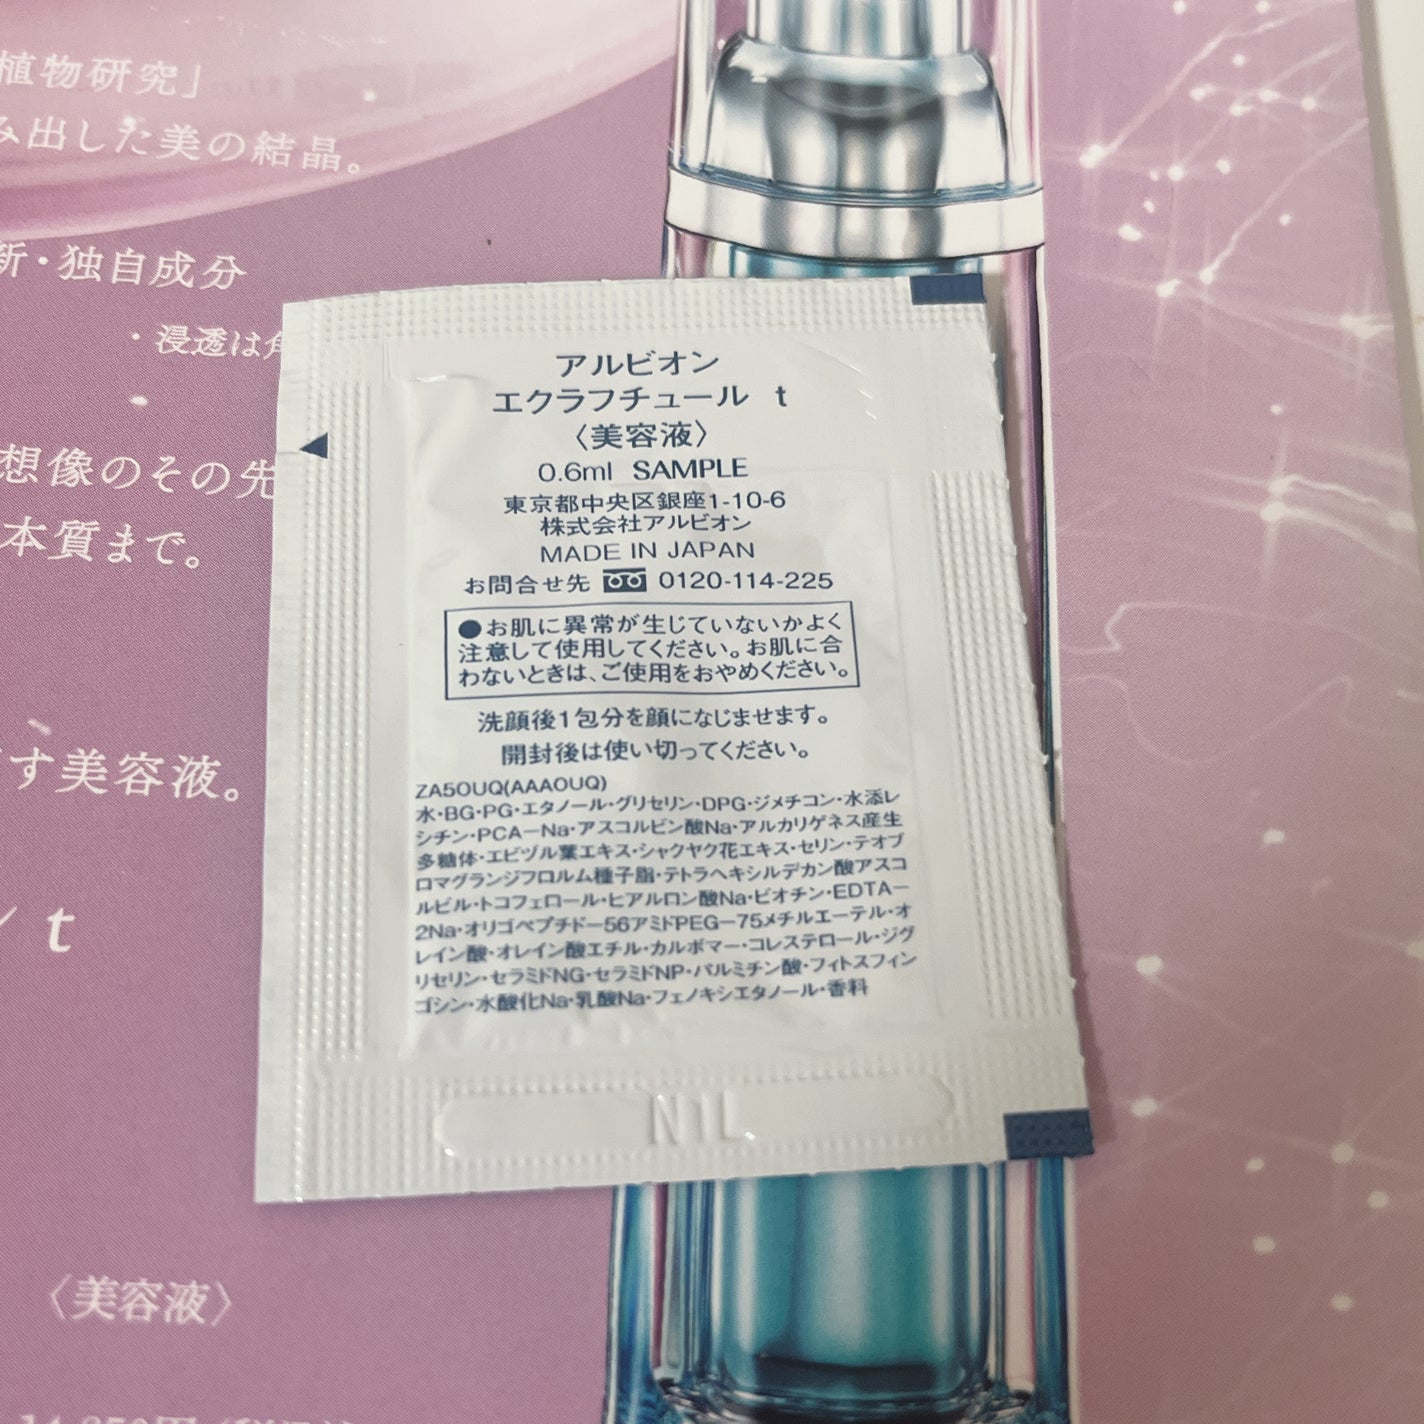 植物研究」
み出した美の結晶。
新・独自成分
・浸透は角
想像のその先
本質まで。
す美容液。
t
〈美容液〉
アルビオン
エクラフチュール t
〈美容液〉
0.6ml SAMPLE
東京都中央区銀座1-10-6
株式会社アルビオン
MADE IN JAPAN
お問合せ先 0120-114-225
●お肌に異常が生じていないかよく
注意して使用してください。お肌に合
わないときは、ご使用をおやめください。
洗顔後1包分を顔になじませます。
開封後は使い切ってください。
ZA5OUQ(AAAOUQ)
水・BG・PG・エタノール・グリセリン・DPG・ジメチコン・水添レ
シチン・PCA－Na・アスコルビン酸Na・アルカリゲネス産生
多糖体・エビヅル葉エキス・シャクヤク花エキス・セリン・テオブ
ロマグランジフロルム種子脂・テトラヘキシルデカン酸アスコ
ルビル・トコフェロール・ヒアルロン酸Na・ビオチン・EDTA－
2Na・オリゴペプチド－56アミドPEG－75メチルエーテル・オ
レイン酸・オレイン酸エチル・カルボマー・コレステロール・ジグ
リセリン・セラミドNG・セラミドNP・パルミチン酸・フィトスフィン
ゴシン・水酸化Na・乳酸Na・フェノキシエタノール・香料
N1L